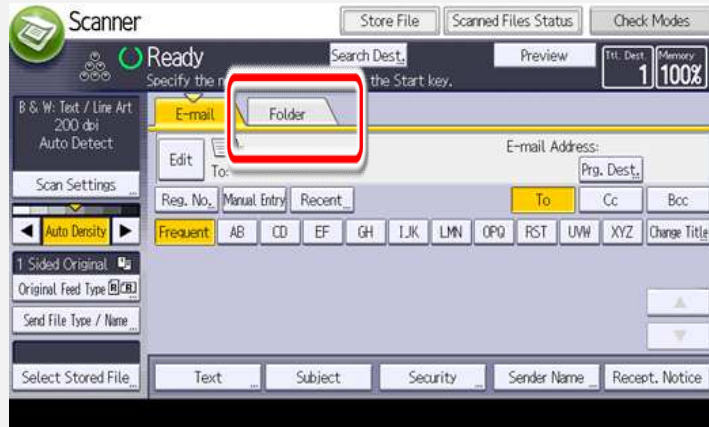 Scanner
Store File
Scanned Files Status
Check Modes
Ready
Search Dest.
Preview
Ttl. Dest.
1
Memory
100%
Specify the
the Start key.
B & W: Text / Line Art
200 dpi
Auto Detect
E-mail
Folder
Edit
To:
E-mail Address:
Prg. Dest.
Scan Settings
Reg. No.
Manual Entry
Recent
To
Cc
Bcc
Auto Density
Frequent
AB
CD
EF
GH
IJK
LMN
OPQ
RST
UVW
XYZ
Change Title
1 Sided Original
Original Feed Type
Send File Type / Name
Select Stored File
Text
Subject
Security
Sender Name
Recept. Notice